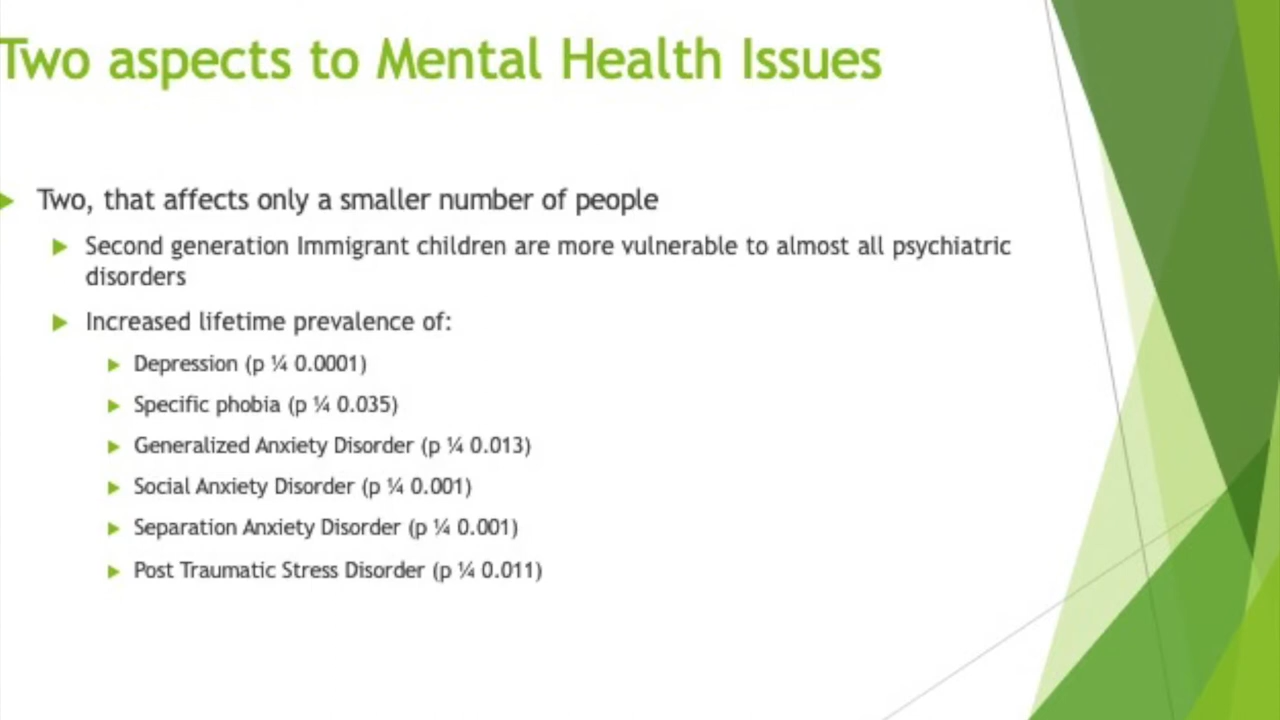 Two aspects to Mental Health Issues
Two, that affects only a smaller number of people
Second generation Immigrant children are more vulnerable to almost all psychiatric
disorders
Increased lifetime prevalence of:
Depression (p ¼ 0.0001)
Specific phobia (p ¼ 0.035)
Generalized Anxiety Disorder (p ¼ 0.013)
Social Anxiety Disorder (p ¼ 0.001)
Separation Anxiety Disorder (p ¼ 0.001)
Post Traumatic Stress Disorder (p ¼ 0.011)